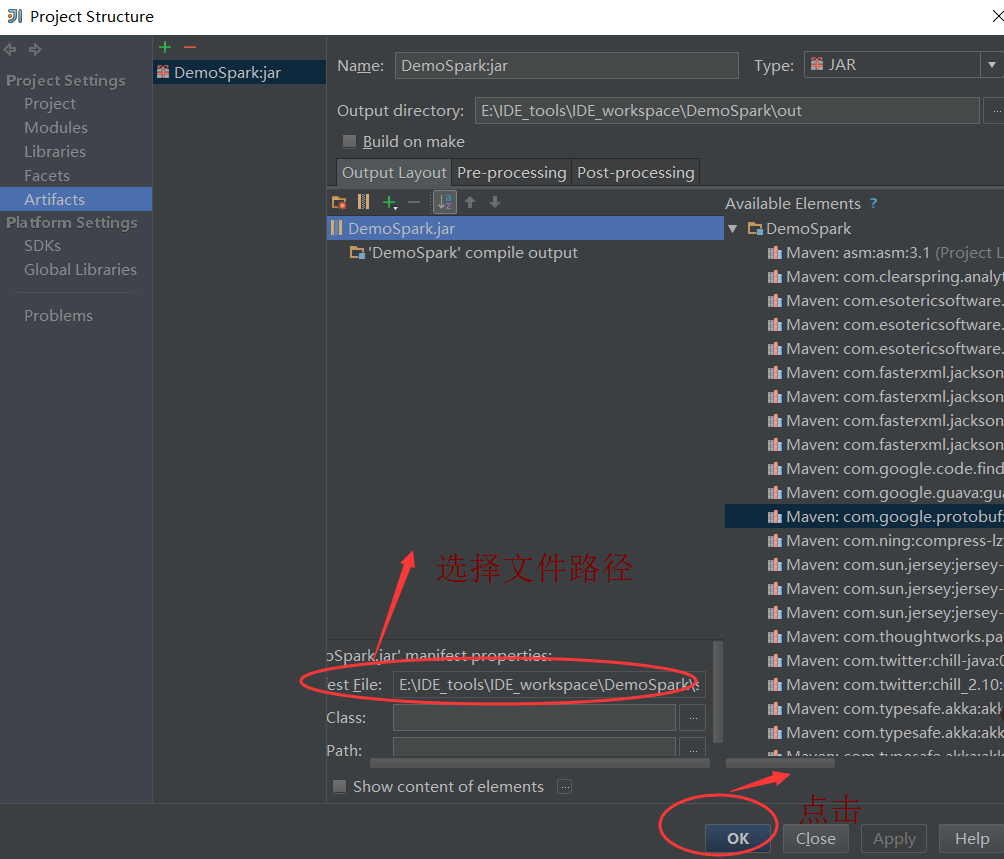 Project Structure
Project Settings
Project
Modules
Libraries
Facets
Artifacts
Platform Settings
SDKs
Global Libraries
Problems
DemoSpark:jar
Name: DemoSpark:jar Type: JAR
Output directory: E:\IDE_tools\IDE_workspace\DemoSpark\out ...
Build on make
Output Layout Pre-processing Post-processing
DemoSpark.jar
'DemoSpark' compile output
Available Elements ?
DemoSpark
Maven: asm:asm:3.1 (Project L
Maven: com.clearspring.analyt
Maven: com.esotericsoftware.
Maven: com.esotericsoftware.
Maven: com.esotericsoftware.
Maven: com.fasterxml.jackson
Maven: com.fasterxml.jackson
Maven: com.fasterxml.jackson
Maven: com.fasterxml.jackson
Maven: com.google.code.find
Maven: com.google.guava:gua
Maven: com.google.protobuf:
Maven: com.ning:compress-lz
Maven: com.sun.jersey:jersey-
Maven: com.sun.jersey:jersey-
Maven: com.sun.jersey:jersey-
Maven: com.thoughtworks.pa
Maven: com.twitter:chill-java:0
Maven: com.twitter:chill_2.10:
Maven: com.typesafe.akka:akk
Maven: com.typesafe.akka:akk
Maven: com.typesafe.akka:akk
选择文件路径
oSpark.jar' manifest properties:
est File: E:\IDE_tools\IDE_workspace\DemoSpark\s
Class: ...
Path: ...
Show content of elements ...
点击
OK Close Apply Help